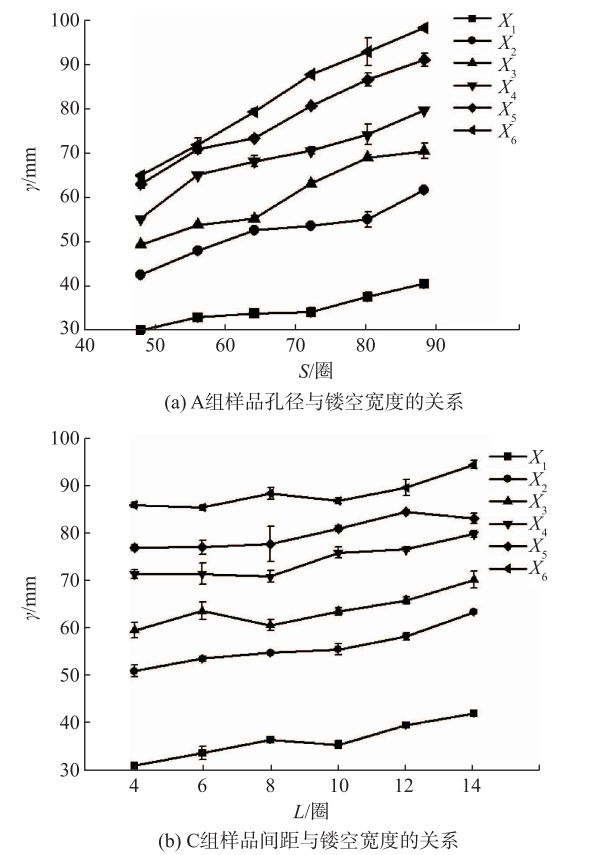 100
90
80
70
60
50
40
30
γ/mm
40 50 60 70 80 90
S/圈
X₁
X₂
X₃
X₄
X₅
X₆
(a) A组样品孔径与镂空宽度的关系
100
90
80
70
60
50
40
30
γ/mm
4 6 8 10 12 14
L/圈
X₁
X₂
X₃
X₄
X₅
X₆
(b) C组样品间距与镂空宽度的关系